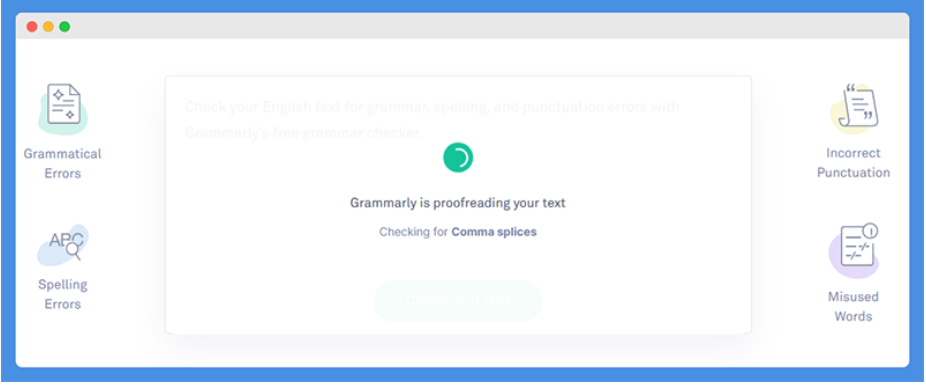 Grammatical
Errors
Check your English text for grammar, spelling, and punctuation errors with
Grammarly's free grammar checker.
Grammarly is proofreading your text
Checking for Comma splices
Check your text
ABC
Spelling
Errors
Incorrect
Punctuation
Misused
Words